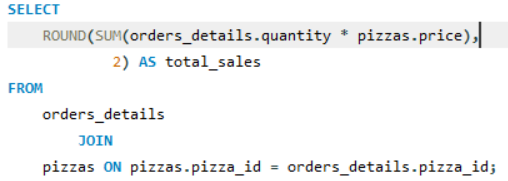 SELECT
ROUND(SUM(orders_details.quantity * pizzas.price),
2) AS total_sales
FROM
orders_details
JOIN
pizzas ON pizzas.pizza_id = orders_details.pizza_id;